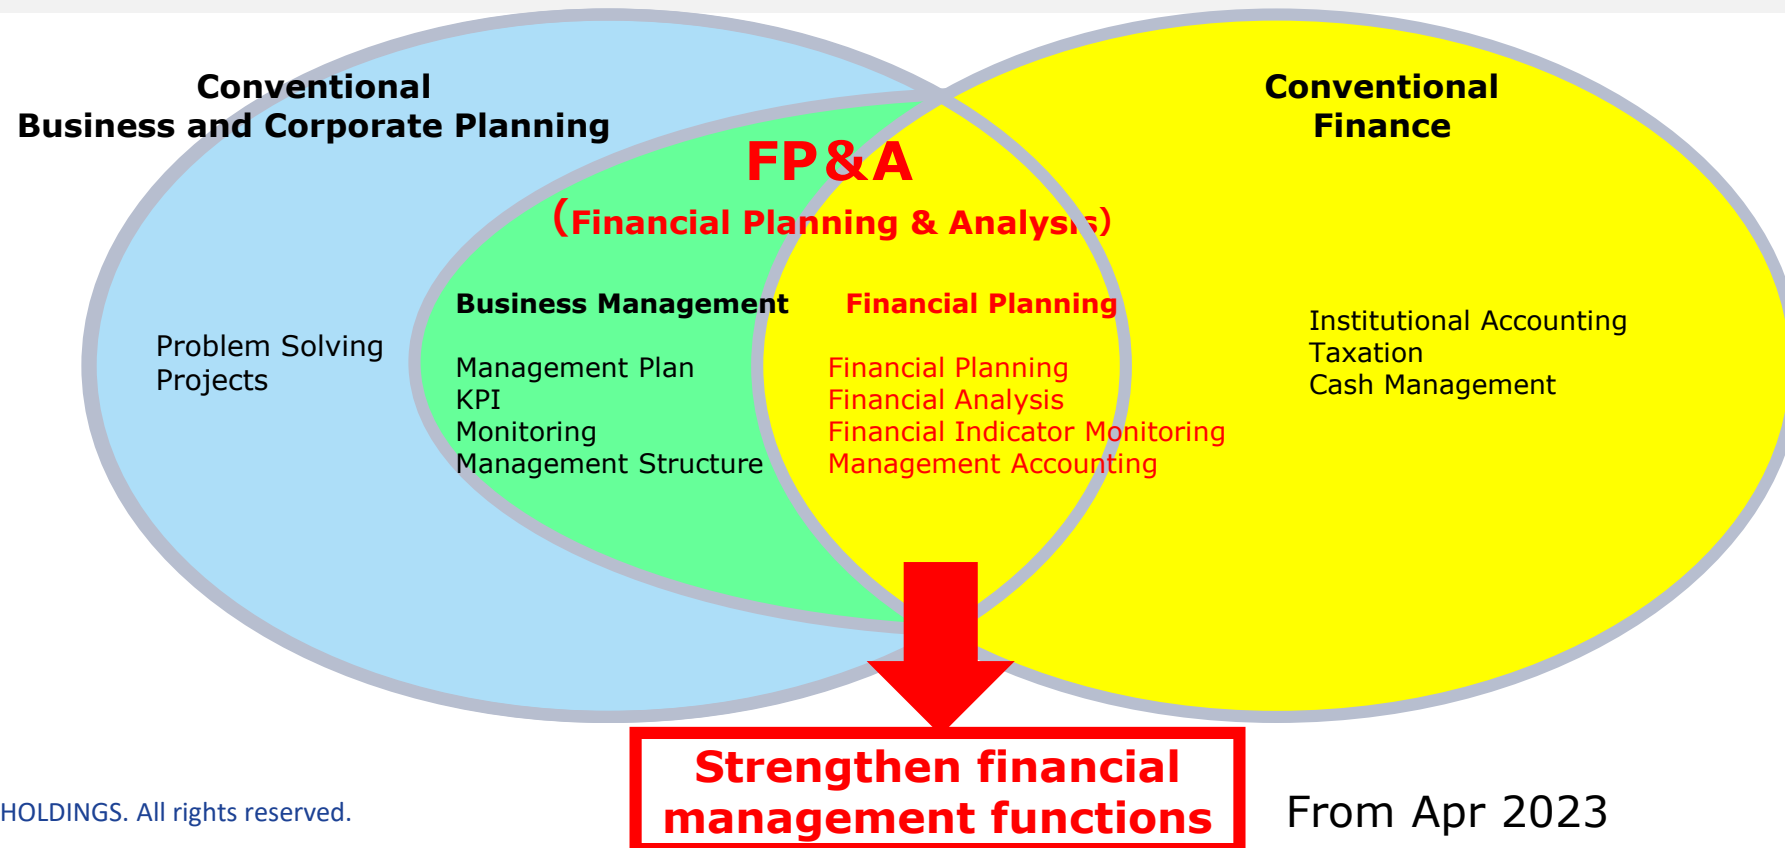 Conventional
Business and Corporate Planning
Conventional
Finance
FP&A
(Financial Planning & Analysis)
Business Management
Financial Planning
Problem Solving
Projects
Management Plan
KPI
Monitoring
Management Structure
Financial Planning
Financial Analysis
Financial Indicator Monitoring
Management Accounting
Institutional Accounting
Taxation
Cash Management
Strengthen financial
management functions
From Apr 2023
HOLDINGS. All rights reserved.